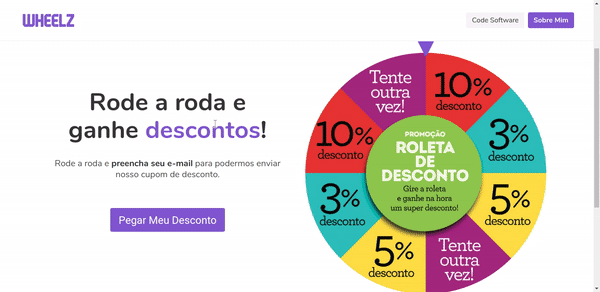 WHEELZ
Code Software
Sobre Mim
Rode a roda e
ganhe descontos!
Rode a roda e preencha seu e-mail para podermos enviar
nosso cupom de desconto.
Pegar Meu Desconto
Tente
outra
vez!
10%
desconto
3%
desconto
5%
desconto
Tente
outra
vez!
5%
desconto
3%
desconto
10%
desconto
PROMOÇÃO
ROLETA
DE
DESCONTO
Gire a roleta
e ganhe na hora
um super desconto!